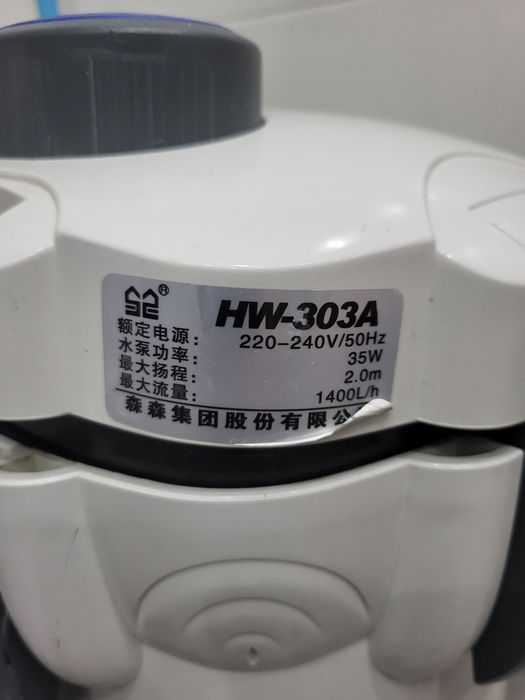 ®
HW-303A
额定电源： 220-240V/50Hz
水泵功率： 35W
最大扬程： 2.0m
最大流量： 1400L/h
森森集团股份有限公